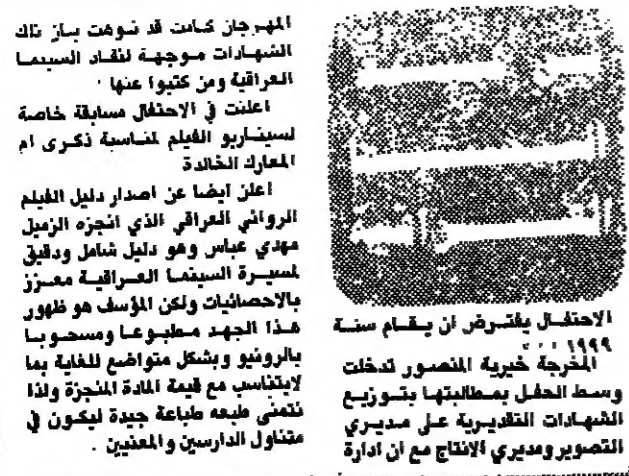 الاحتفال يفترض ان يقام سنة
١٩٩٩ . . .
المخرجة خيرية المنصور تدخلت
وسط الحفل بمطالبتها بتوزيع
الشهادات التقديرية على مديري
التصوير ومديري الانتاج مع ان ادارة
المهرجان كانت قد نوهت بان تلك
الشهادات موجهة لنقاد السينما
العراقية ومن كتبوا عنها .
اعلنت في الاحتفال مسابقة خاصة
لسيناريو الفيلم لمناسبة ذكرى ام
المعارك الخالدة
اعلن ايضا عن اصدار دليل الفيلم
الروائي العراقي الذي انجزه الزميل
مهدي عباس وهو دليل شامل ودقيق
لمسيرة السينما العراقية معزز
بالاحصائيات ولكن المؤسف هو ظهور
هذا الجهد مطبوعا ومسحوبا
بالرونيو وبشكل متواضع للغاية بما
لايتناسب مع قيمة المادة المنجزة ولذا
نتمنى طبعه طباعة جيدة ليكون في
متناول الدارسين والمعنيين .